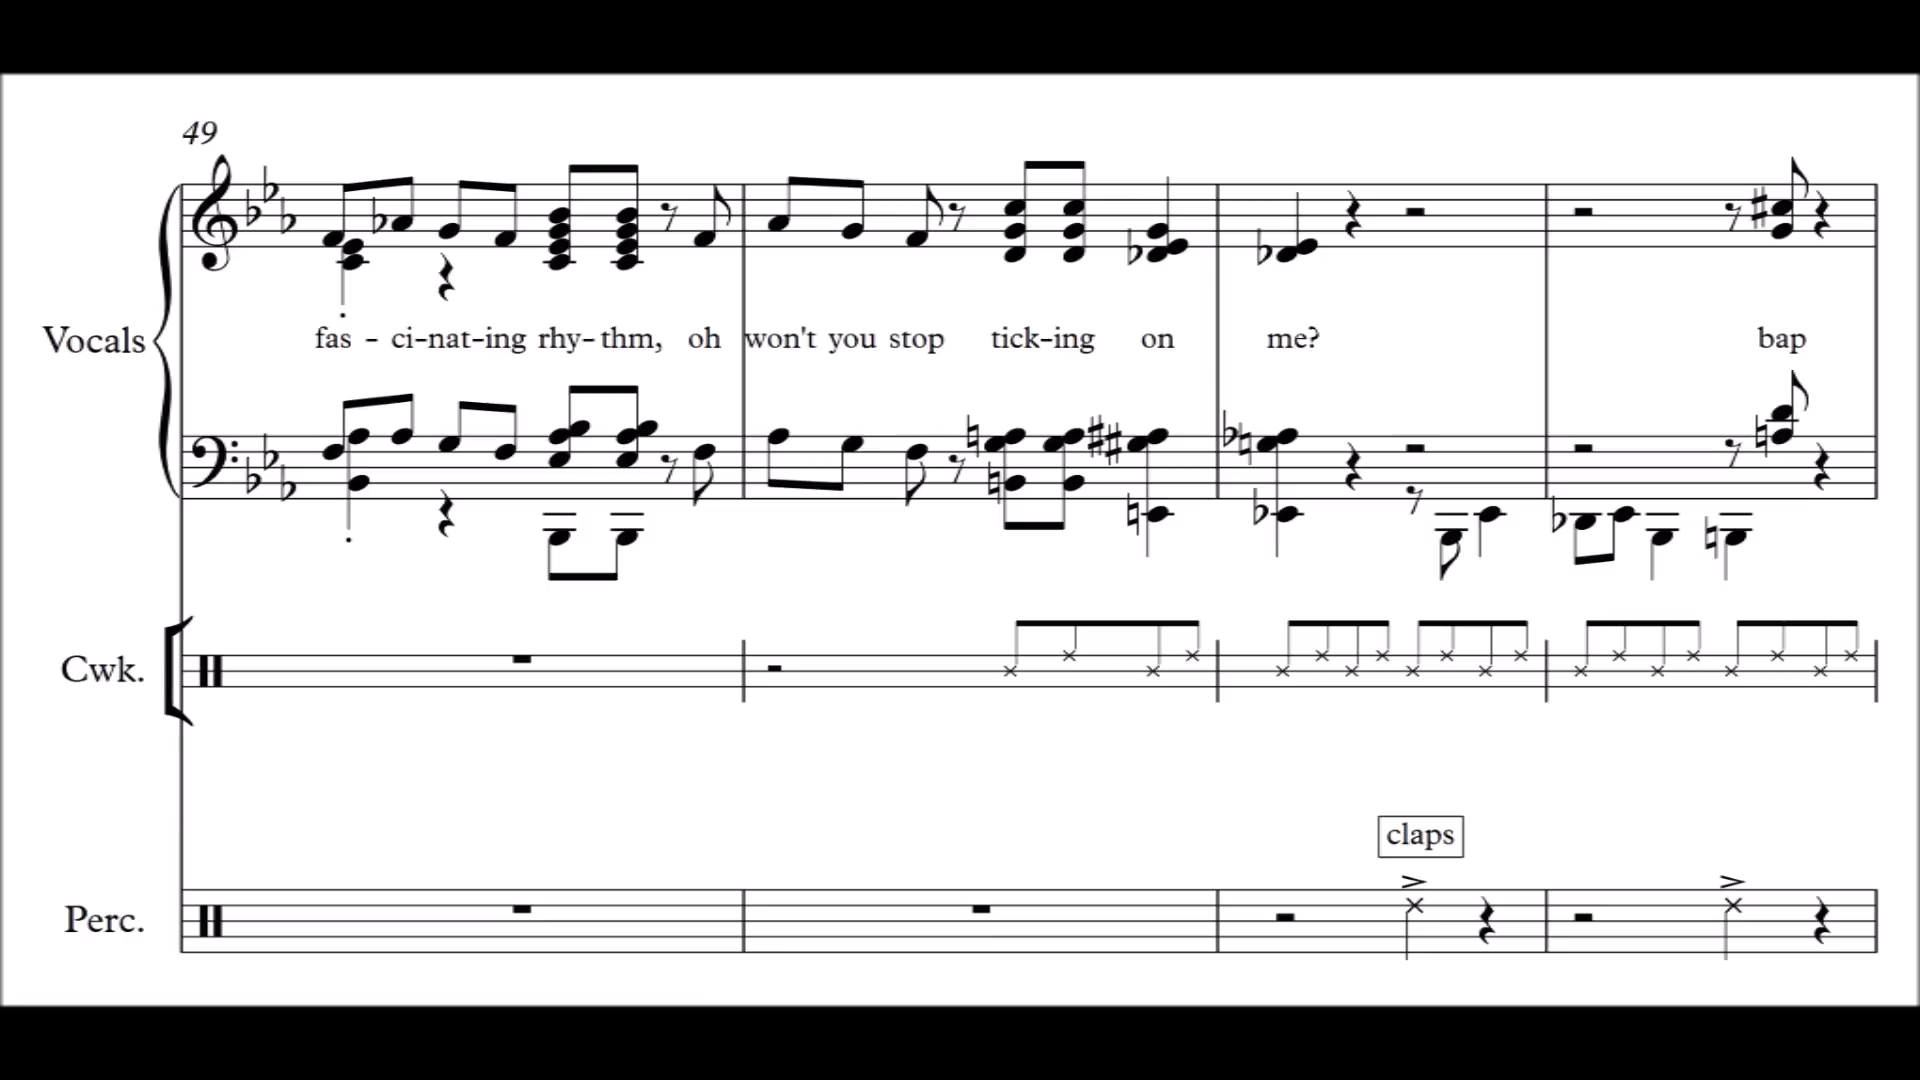 49
Vocals
fas - ci-nat-ing rhy-thm, oh won't you stop tick-ing on me? bap
Cwk.
claps
Perc.